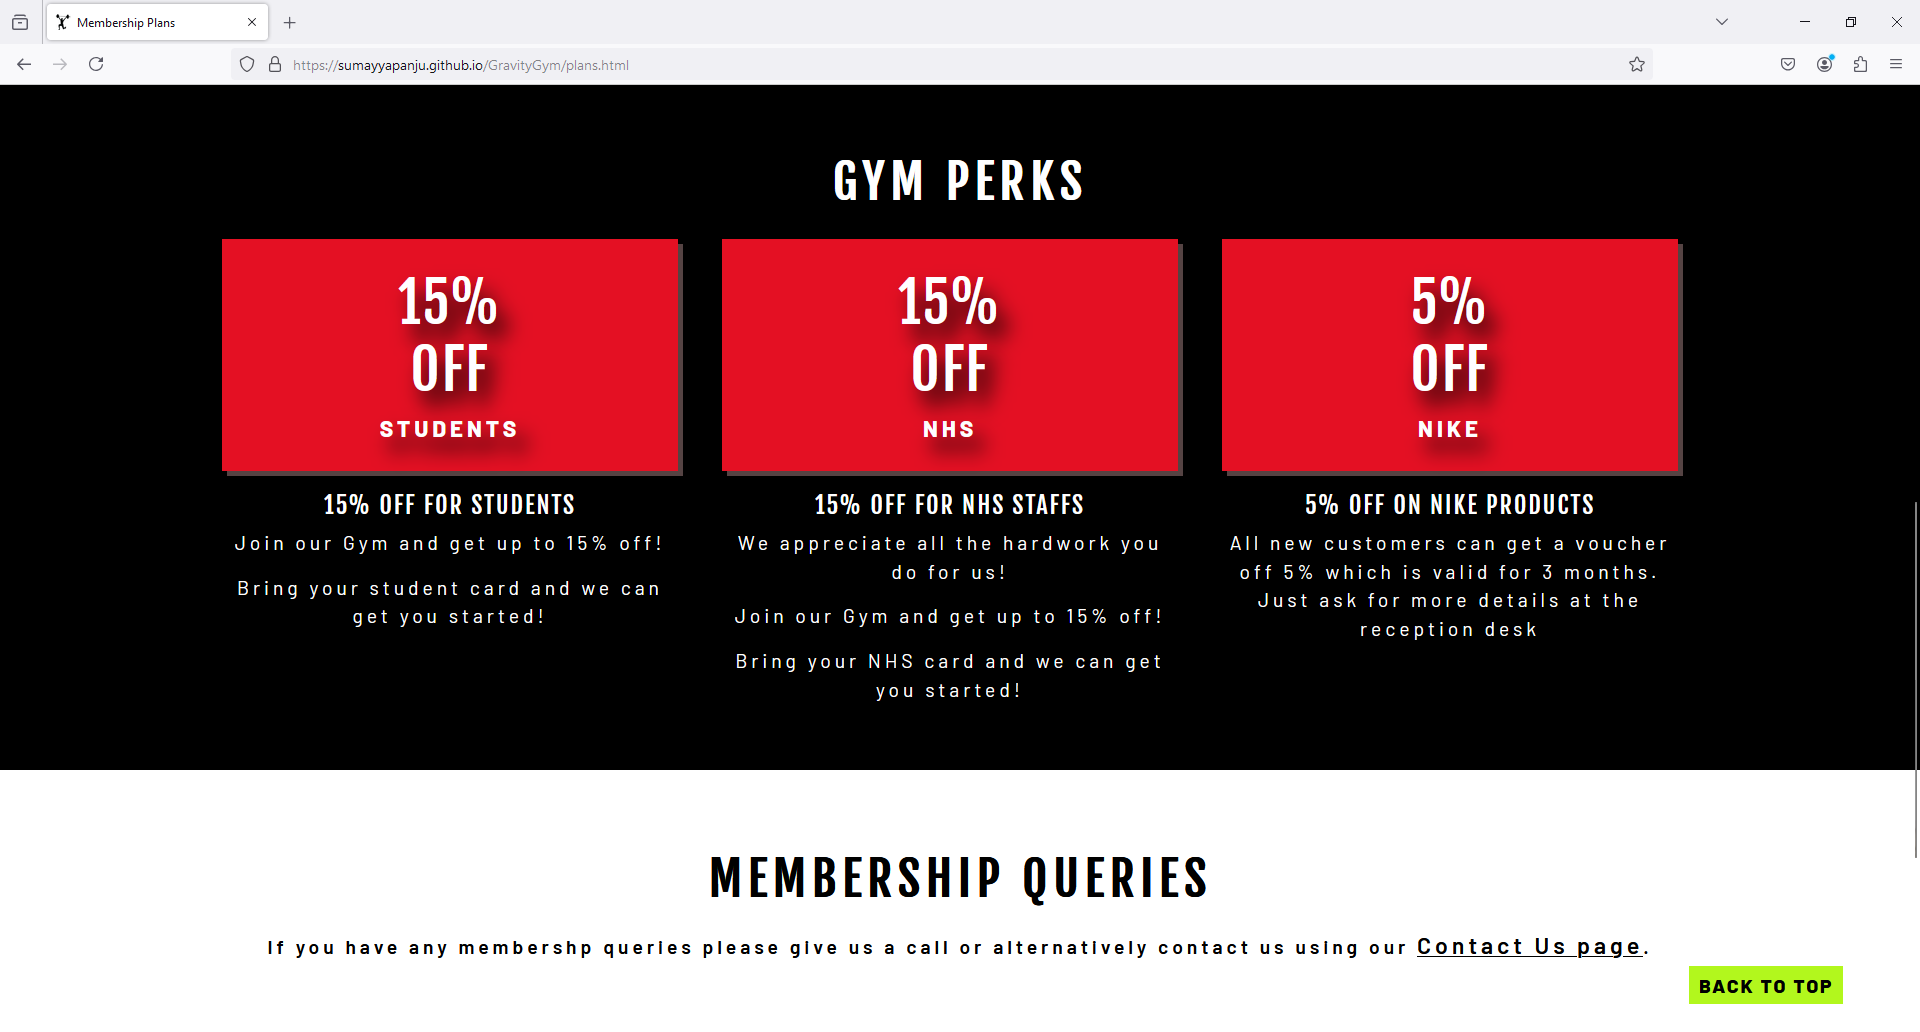 Membership Plans
https://sumayyapanju.github.io/GravityGym/plans.html
GYM PERKS
15%
OFF
STUDENTS
15% OFF FOR STUDENTS
Join our Gym and get up to 15% off!
Bring your student card and we can
get you started!
15%
OFF
NHS
15% OFF FOR NHS STAFFS
We appreciate all the hardwork you
do for us!
Join our Gym and get up to 15% off!
Bring your NHS card and we can get
you started!
5%
OFF
NIKE
5% OFF ON NIKE PRODUCTS
All new customers can get a voucher
off 5% which is valid for 3 months.
Just ask for more details at the
reception desk
MEMBERSHIP QUERIES
If you have any membershp queries please give us a call or alternatively contact us using our Contact Us page.
BACK TO TOP